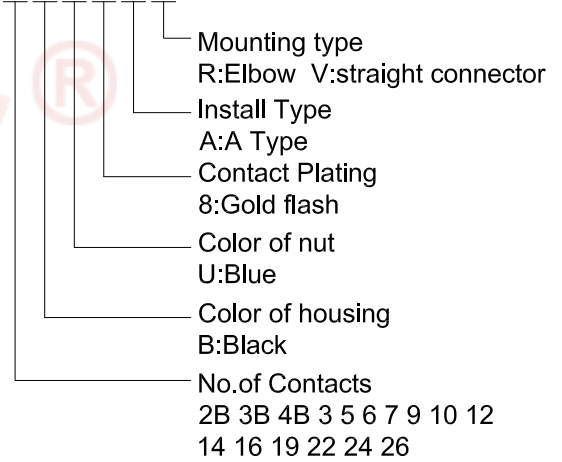 Mounting type
R:Elbow V:straight connector
Install Type
A:A Type
Contact Plating
8:Gold flash
Color of nut
U:Blue
Color of housing
B:Black
No.of Contacts
2B 3B 4B 3 5 6 7 9 10 12
14 16 19 22 24 26
®